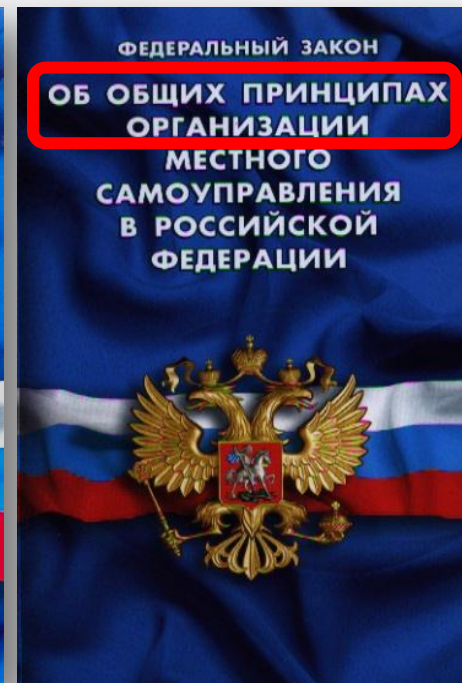 ФЕДЕРАЛЬНЫЙ ЗАКОН
ОБ ОБЩИХ ПРИНЦИПАХ
ОРГАНИЗАЦИИ
МЕСТНОГО
САМОУПРАВЛЕНИЯ
В РОССИЙСКОЙ
ФЕДЕРАЦИИ